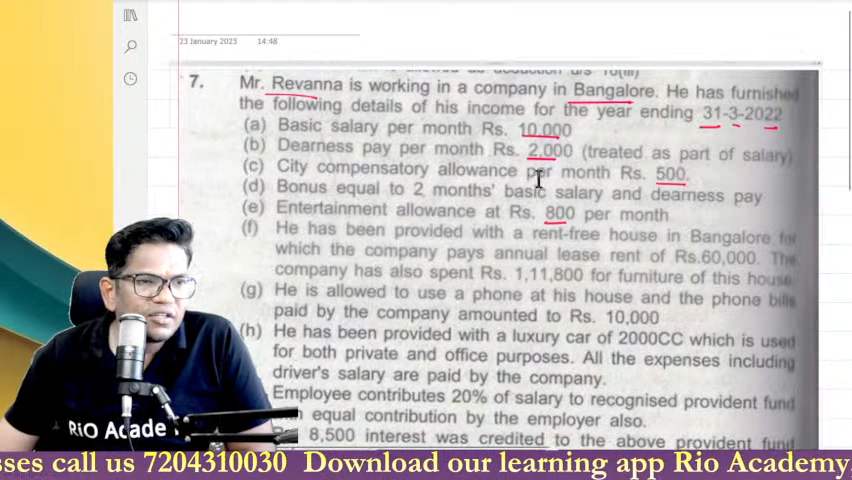 23 January 2023 14:48
7. Mr. Revanna is working in a company in Bangalore. He has furnished
the following details of his income for the year ending 31-3-2022
(a) Basic salary per month Rs. 10,000
(b) Dearness pay per month Rs. 2,000 (treated as part of salary)
(c) City compensatory allowance per month Rs. 500.
(d) Bonus equal to 2 months' basic salary and dearness pay
(e) Entertainment allowance at Rs. 800 per month
(f) He has been provided with a rent-free house in Bangalore for
which the company pays annual lease rent of Rs.60,000. The
company has also spent Rs. 1,11,800 for furniture of this house.
(g) He is allowed to use a phone at his house and the phone bills
paid by the company amounted to Rs. 10,000
(h) He has been provided with a luxury car of 2000CC which is used
for both private and office purposes. All the expenses including
driver's salary are paid by the company.
Employee contributes 20% of salary to recognised provident fund
equal contribution by the employer also.
8,500 interest was credited to the above provident fund
RiO Acade
sses call us 7204310030 Download our learning app Rio Academy.